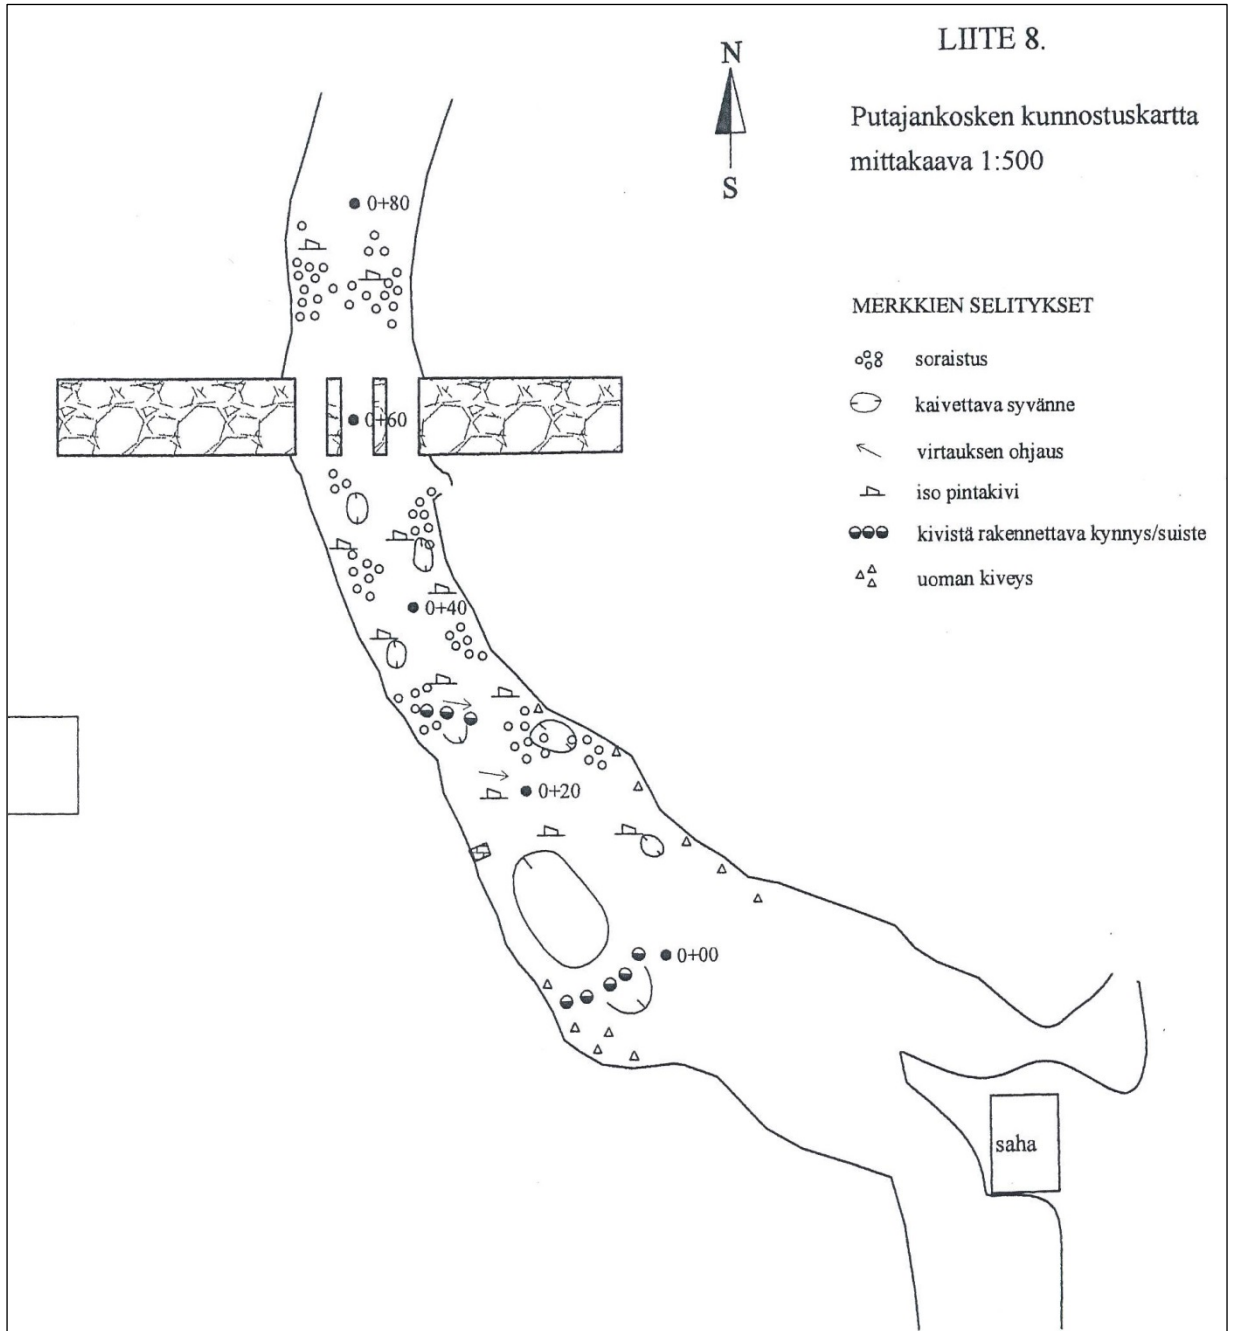 LIITE 8.
N
S
Putajankosken kunnostuskartta
mittakaava 1:500
MERKKIEN SELITYKSET
soraistus
kaivettava syvänne
virtauksen ohjaus
iso pintakivi
kivistä rakennettava kynnys/suiste
uoman kiveys
0+80
0+60
0+40
0+20
0+00
saha